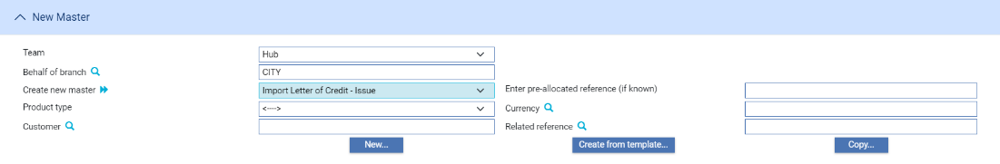 New Master
Team Hub
Behalf of branch CITY
Create new master Import Letter of Credit - Issue Enter pre-allocated reference (if known)
Product type <----> Currency
Customer Related reference
New... Create from template... Copy...